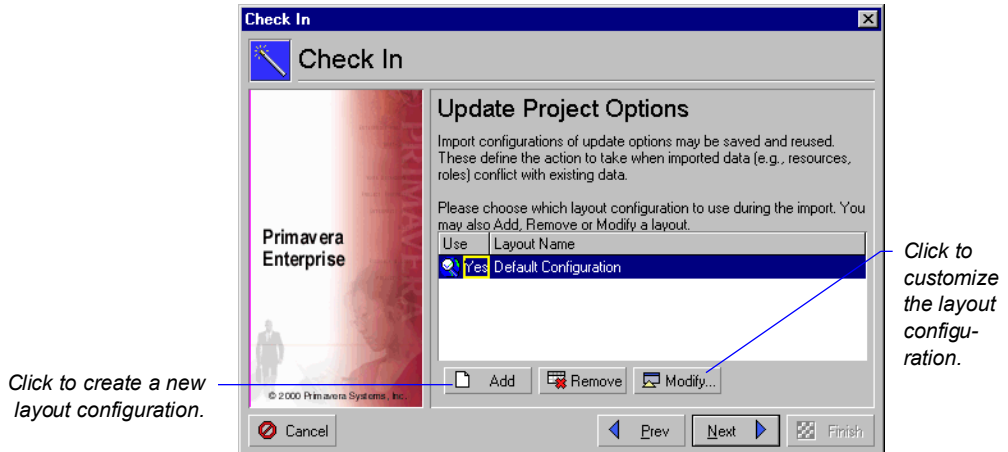 Check In
Check In
Update Project Options
Import configurations of update options may be saved and reused.
These define the action to take when imported data (e.g., resources,
roles) conflict with existing data.
Please choose which layout configuration to use during the import. You
may also Add, Remove or Modify a layout.
Use Layout Name
Yes Default Configuration
Primavera
Enterprise
PRIMAVERA
© 2000 Primavera Systems, Inc.
Add Remove Modify...
Cancel Prev Next Finish
Click to create a new
layout configuration.
Click to
customize
the layout
configu-
ration.